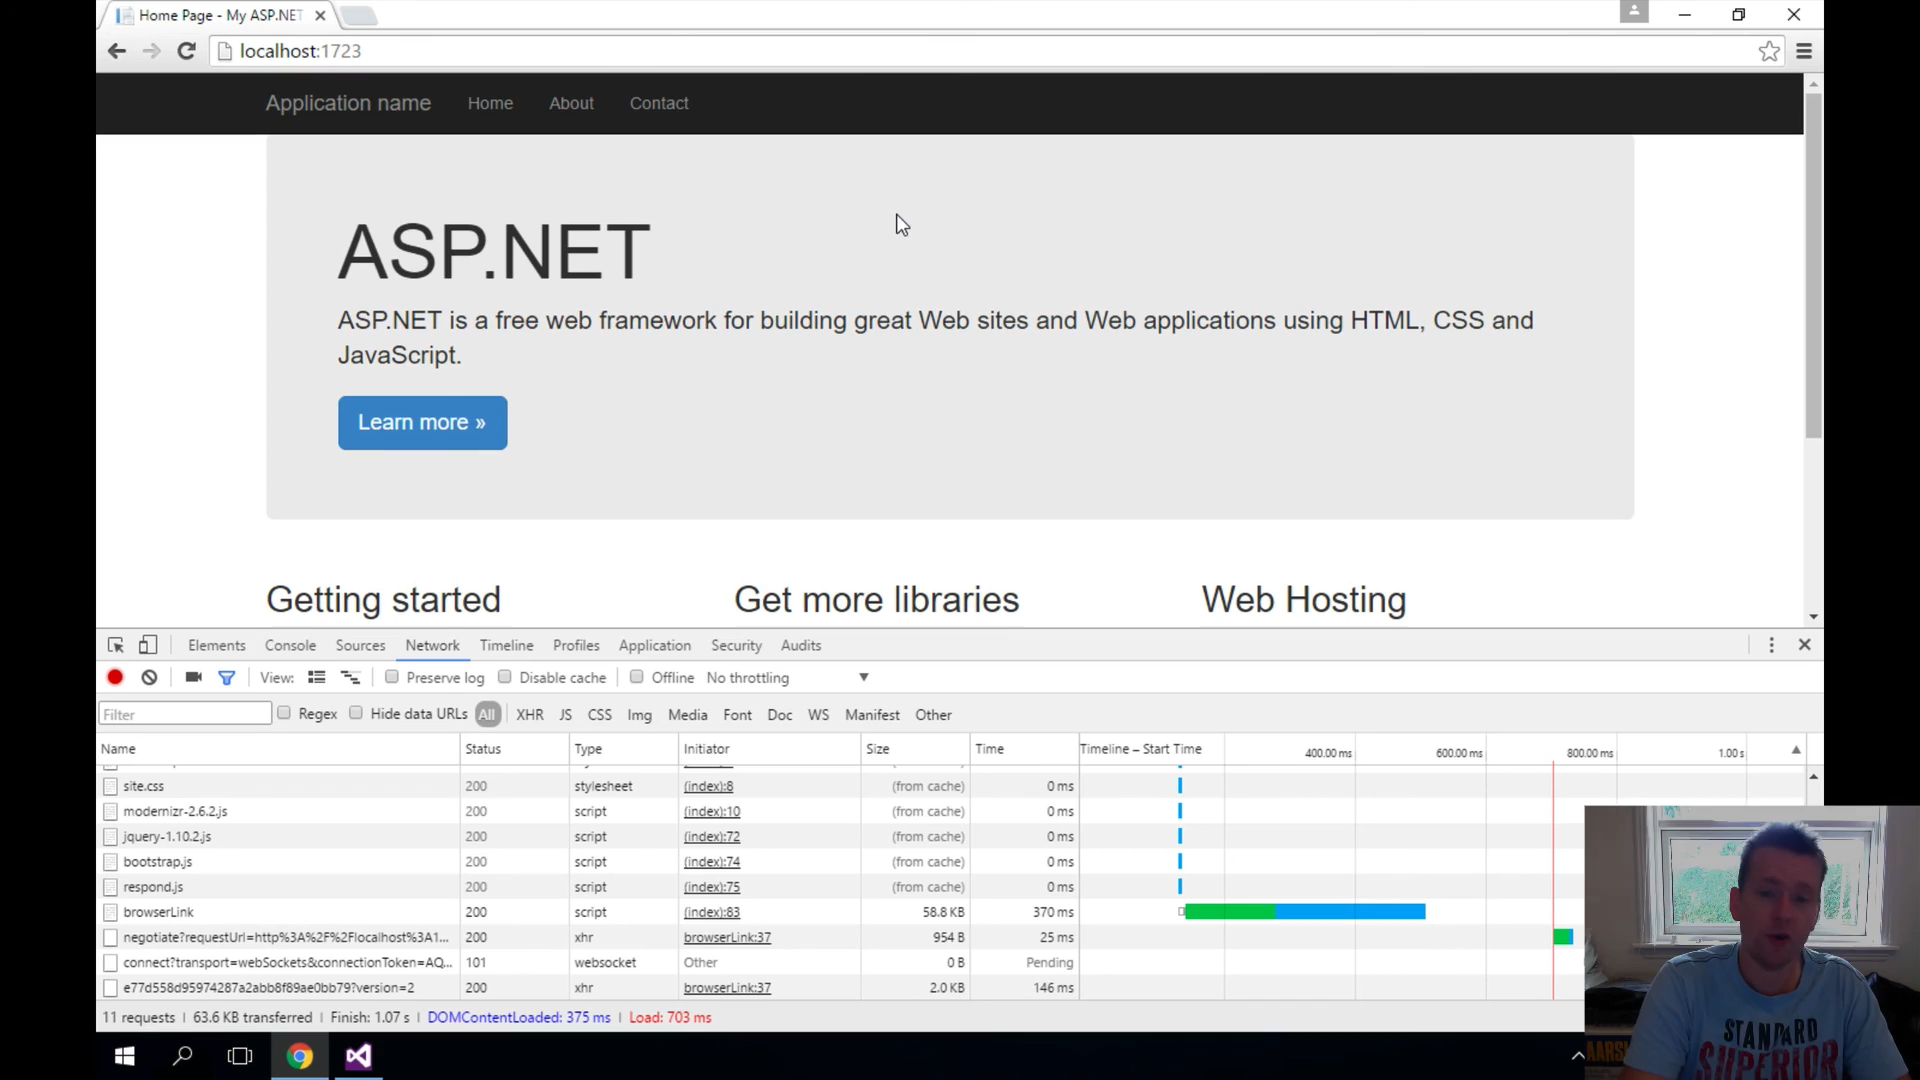 Home Page - My ASP.NET
localhost:1723
Application name Home About Contact
ASP.NET
ASP.NET is a free web framework for building great Web sites and Web applications using HTML, CSS and
JavaScript.
Learn more »
Getting started Get more libraries Web Hosting
Elements Console Sources Network Timeline Profiles Application Security Audits
View: Preserve log Disable cache Offline No throttling
Filter Regex Hide data URLs All XHR JS CSS Img Media Font Doc WS Manifest Other
Name Status Type Initiator Size Time Timeline – Start Time 400.00 ms 600.00 ms 800.00 ms 1.00 s
site.css 200 stylesheet (index):8 (from cache) 0 ms
modernizr-2.6.2.js 200 script (index):10 (from cache) 0 ms
jquery-1.10.2.js 200 script (index):72 (from cache) 0 ms
bootstrap.js 200 script (index):74 (from cache) 0 ms
respond.js 200 script (index):75 (from cache) 0 ms
browserLink 200 script (index):83 58.8 KB 370 ms
negotiate?requestUrl=http%3A%2F%2Flocalhost%3A1... 200 xhr browserLink:37 954 B 25 ms
connect?transport=webSockets&connectionToken=AQ... 101 websocket Other 0 B Pending
e77d558d95974287a2abb8f89ae0bb79?version=2 200 xhr browserLink:37 2.0 KB 146 ms
11 requests | 63.6 KB transferred | Finish: 1.07 s | DOMContentLoaded: 375 ms | Load: 703 ms
STANDARD
SUPERIOR